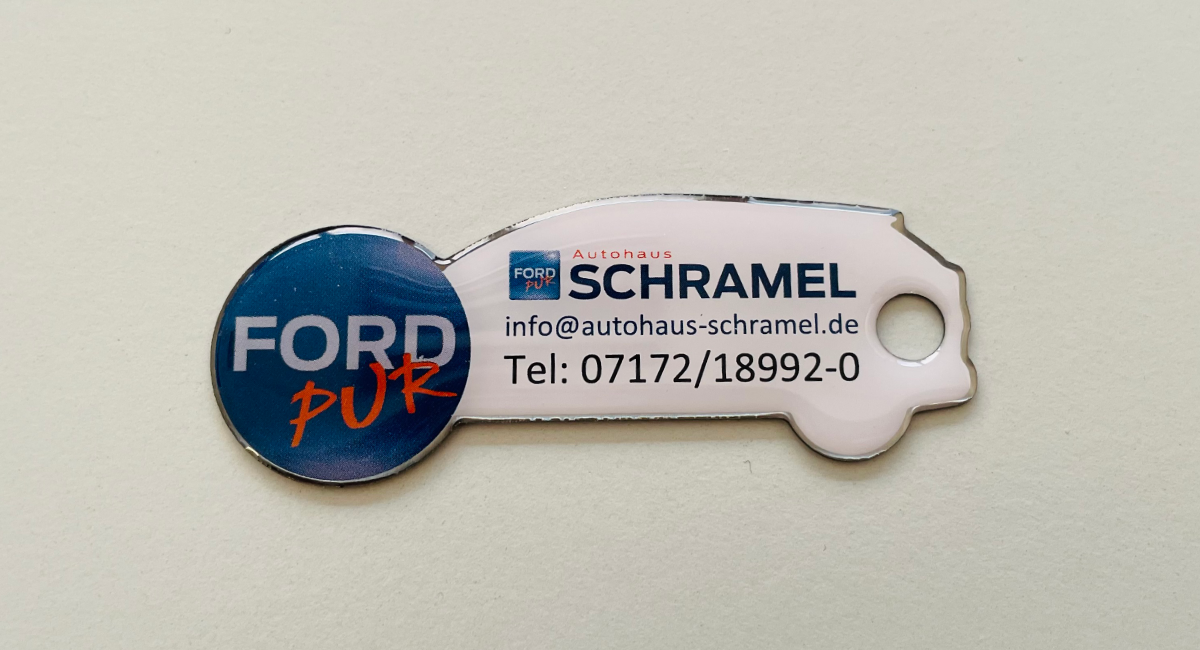 FORD
PUR
Autohaus
FORD
PUR
SCHRAMEL
info@autohaus-schramel.de
Tel: 07172/18992-0